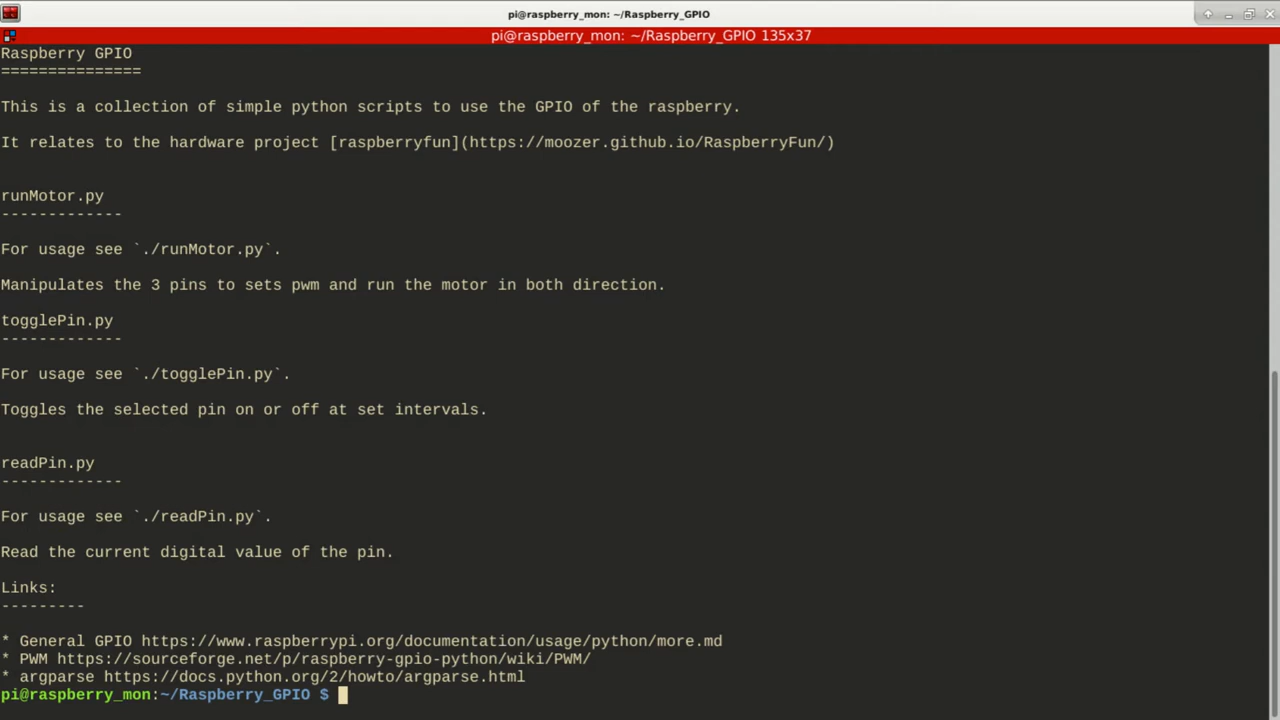 pi@raspberry_mon: ~/Raspberry_GPIO
pi@raspberry_mon: ~/Raspberry_GPIO 135x37
Raspberry GPIO
===============
This is a collection of simple python scripts to use the GPIO of the raspberry.
It relates to the hardware project [raspberryfun](https://moozer.github.io/RaspberryFun/)
runMotor.py
-------------
For usage see `./runMotor.py`.
Manipulates the 3 pins to sets pwm and run the motor in both direction.
togglePin.py
-------------
For usage see `./togglePin.py`.
Toggles the selected pin on or off at set intervals.
readPin.py
-------------
For usage see `./readPin.py`.
Read the current digital value of the pin.
Links:
---------
* General GPIO https://www.raspberrypi.org/documentation/usage/python/more.md
* PWM https://sourceforge.net/p/raspberry-gpio-python/wiki/PWM/
* argparse https://docs.python.org/2/howto/argparse.html
pi@raspberry_mon:~/Raspberry_GPIO $